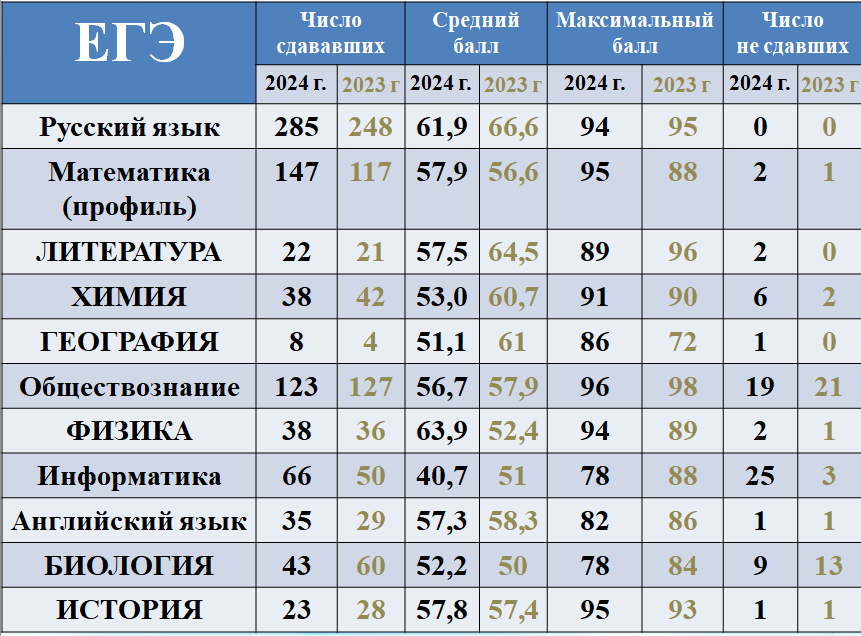 ЕГЭ Число сдававших Средний балл Максимальный балл Число не сдавших
2024 г. 2023 г 2024 г. 2023 г 2024 г. 2023 г 2024 г. 2023 г
Русский язык 285 248 61,9 66,6 94 95 0 0
Математика (профиль) 147 117 57,9 56,6 95 88 2 1
ЛИТЕРАТУРА 22 21 57,5 64,5 89 96 2 0
ХИМИЯ 38 42 53,0 60,7 91 90 6 2
ГЕОГРАФИЯ 8 4 51,1 61 86 72 1 0
Обществознание 123 127 56,7 57,9 96 98 19 21
ФИЗИКА 38 36 63,9 52,4 94 89 2 1
Информатика 66 50 40,7 51 78 88 25 3
Английский язык 35 29 57,3 58,3 82 86 1 1
БИОЛОГИЯ 43 60 52,2 50 78 84 9 13
ИСТОРИЯ 23 28 57,8 57,4 95 93 1 1